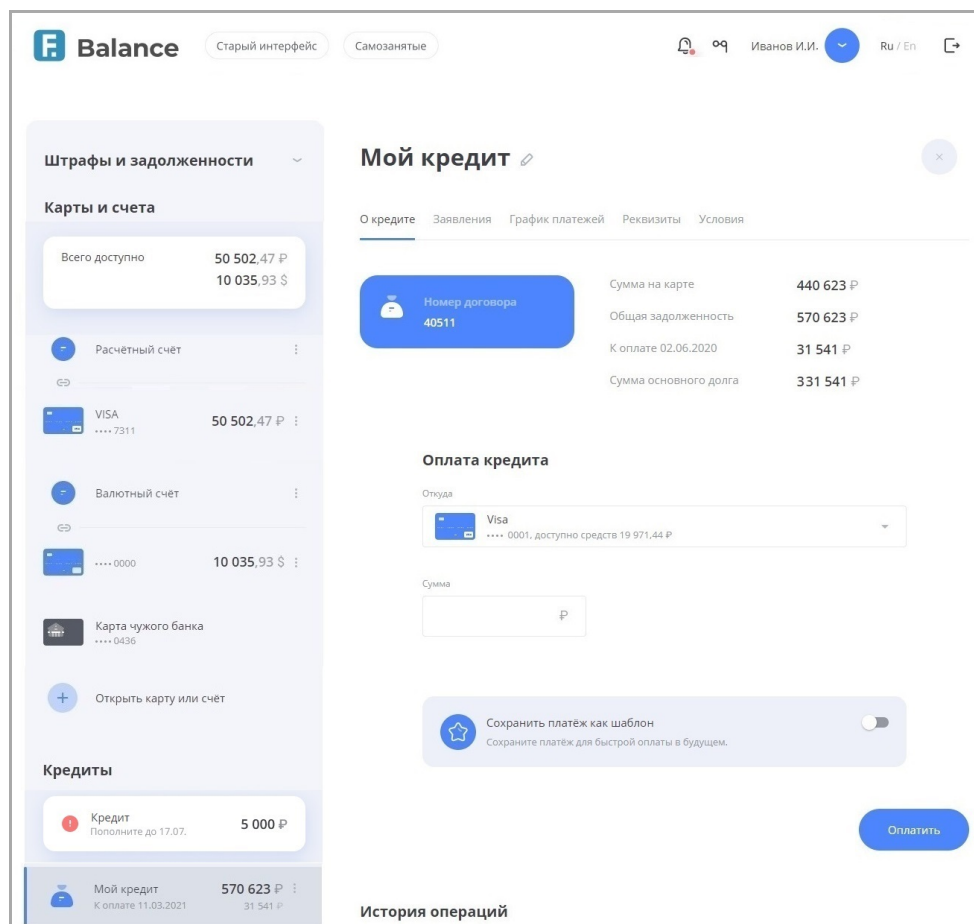 F. Balance
Старый интерфейс
Самозанятые
Иванов И.И.
Ru / En
Штрафы и задолженности
Карты и счета
Всего доступно
50 502,47 ₽
10 035,93 $
Расчётный счёт
VISA
•••• 7311
50 502,47 ₽
Валютный счёт
•••• 0000
10 035,93 $
Карта чужого банка
•••• 0436
Открыть карту или счёт
Кредиты
Кредит
Пополните до 17.07.
5 000 ₽
Мой кредит
К оплате 11.03.2021
570 623 ₽
31 541 ₽
Мой кредит
О кредите
Заявления
График платежей
Реквизиты
Условия
Номер договора
40511
Сумма на карте
440 623 ₽
Общая задолженность
570 623 ₽
К оплате 02.06.2020
31 541 ₽
Сумма основного долга
331 541 ₽
Оплата кредита
Откуда
Visa
•••• 0001, доступно средств 19 971,44 ₽
Сумма
₽
Сохранить платёж как шаблон
Сохраните платёж для быстрой оплаты в будущем.
Оплатить
История операций